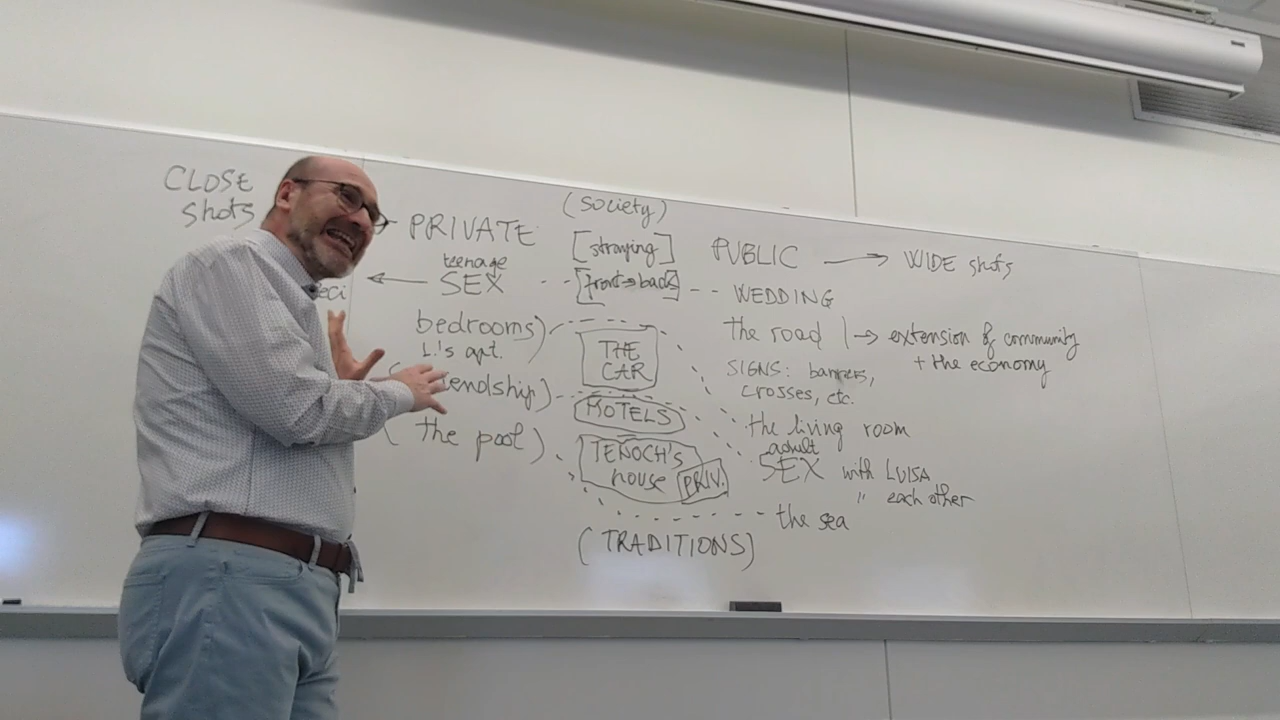 CLOSE
shots
PRIVATE
teenage
SEX
bedrooms)
L.'s apt.
endship)
(the pool)
(society)
[straying]
[front→back]
THE
CAR
MOTELS
TENOCH's
house
PRIV.
(TRADITIONS)
PUBLIC → WIDE shots
WEDDING
the road → extension of community
+ the economy
SIGNS: banners,
crosses, etc.
the living room
adult
SEX with LUISA
" each other
the sea